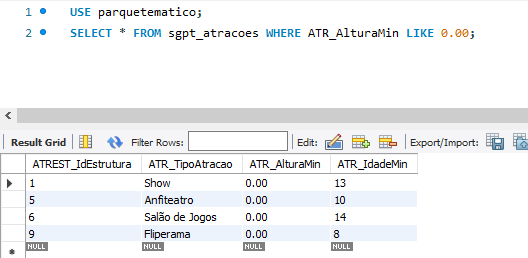 1 USE parquetematico;
2 SELECT * FROM sgpt_atracoes WHERE ATR_AlturaMin LIKE 0.00;
Result Grid Filter Rows: Edit: Export/Import:
ATREST_IdEstrutura ATR_TipoAtracao ATR_AlturaMin ATR_IdadeMin
1 Show 0.00 13
5 Anfiteatro 0.00 10
6 Salão de Jogos 0.00 14
9 Fliperama 0.00 8
NULL NULL NULL NULL